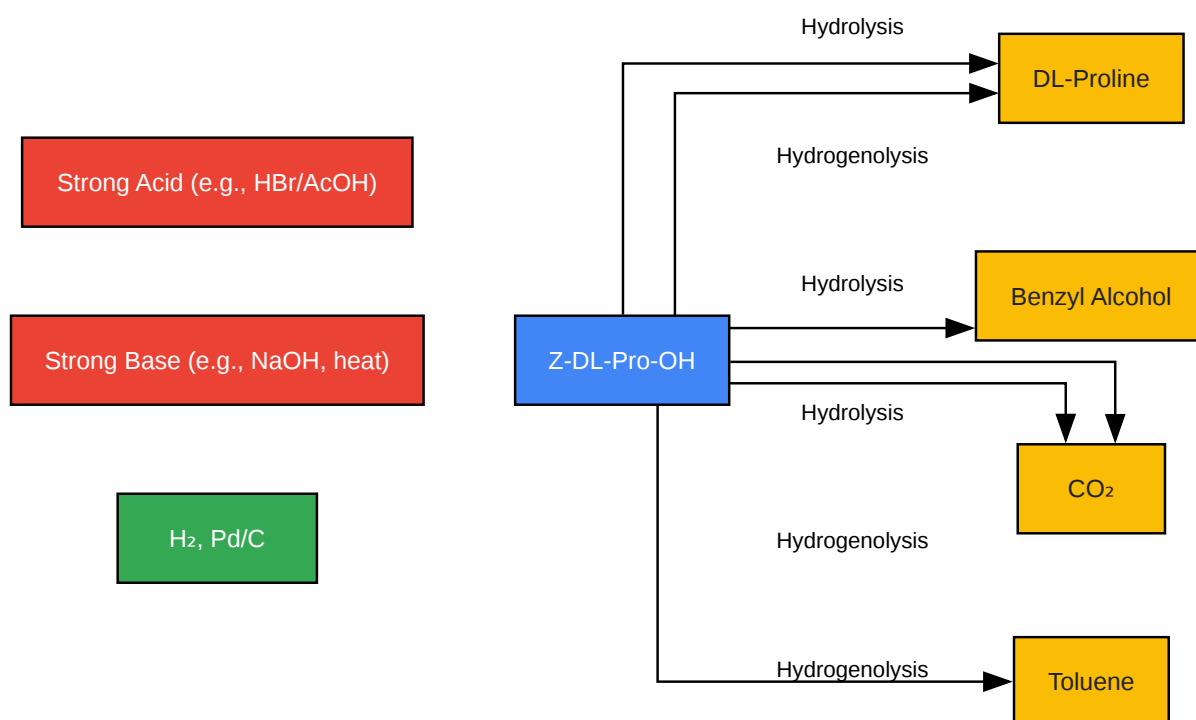 Hydrolysis
DL-Proline
Hydrogenolysis
Strong Acid (e.g., HBr/AcOH)
Hydrolysis
Benzyl Alcohol
Strong Base (e.g., NaOH, heat)
Z-DL-Pro-OH
Hydrolysis
CO₂
H₂, Pd/C
Hydrogenolysis
Hydrogenolysis
Toluene